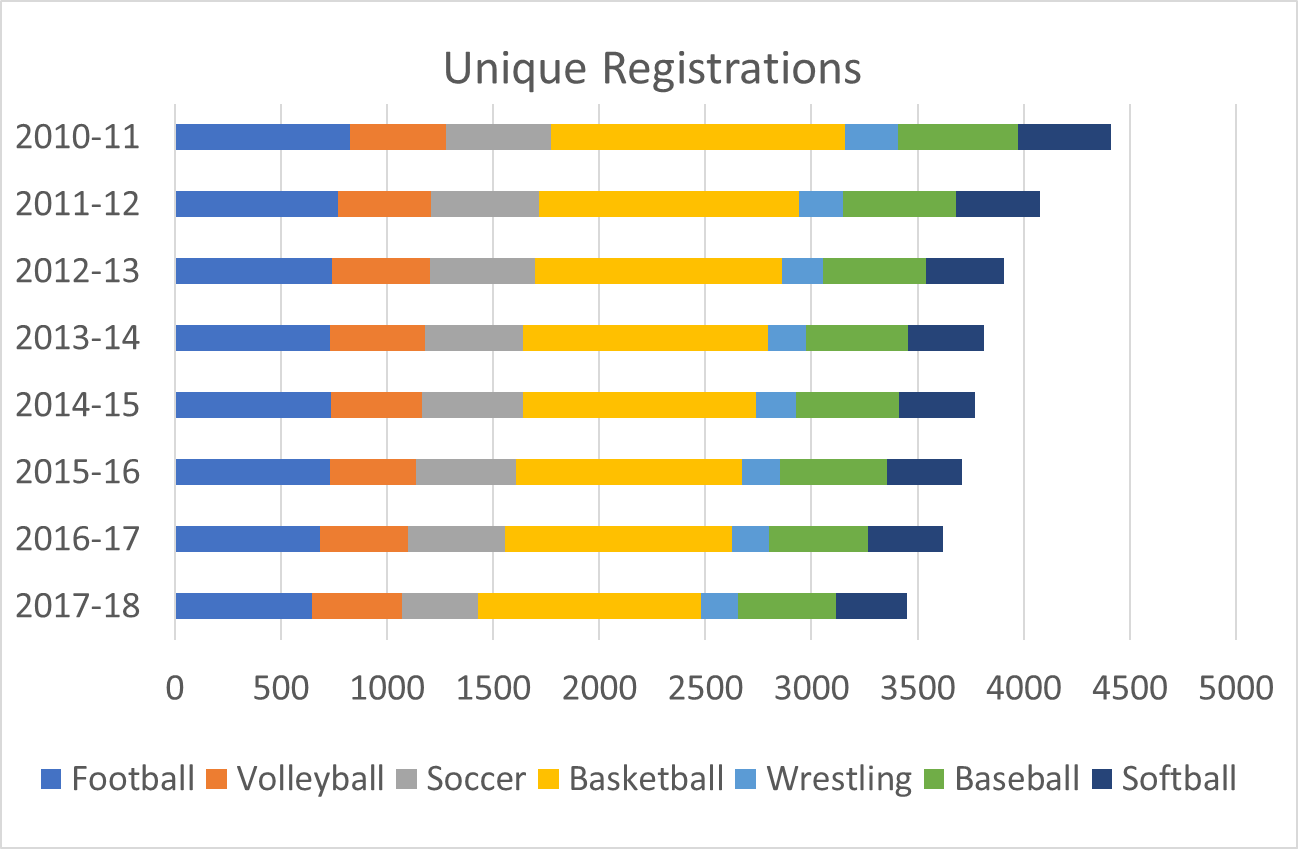 Unique Registrations
2010-11
2011-12
2012-13
2013-14
2014-15
2015-16
2016-17
2017-18
0 500 1000 1500 2000 2500 3000 3500 4000 4500 5000
Football Volleyball Soccer Basketball Wrestling Baseball Softball